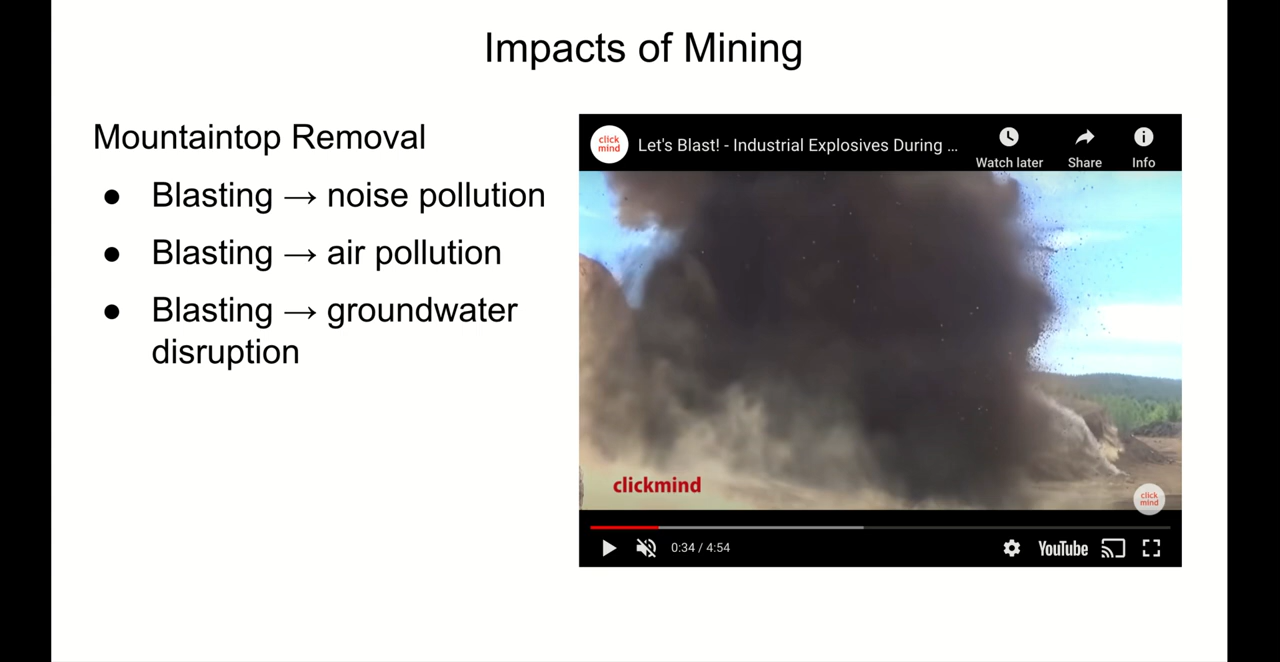 Impacts of Mining
Mountaintop Removal
● Blasting → noise pollution
● Blasting → air pollution
● Blasting → groundwater
disruption
click
mind
Let's Blast! - Industrial Explosives During ...
Watch later
Share
Info
clickmind
click
mind
0:34 / 4:54
YouTube